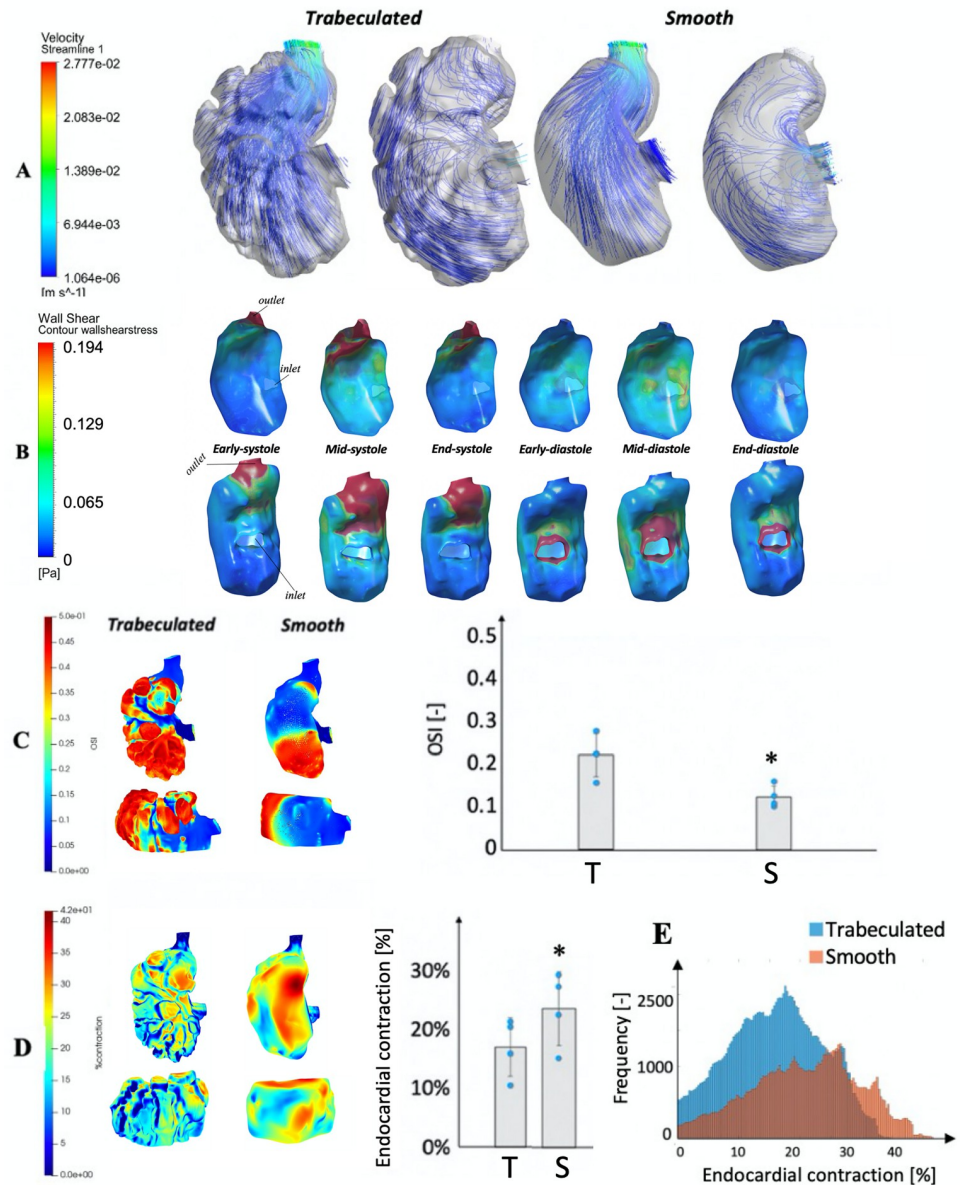 Trabeculated
Smooth
A
Velocity
Streamline 1
2.777e-02
2.083e-02
1.389e-02
6.944e-03
1.064e-06
[m s^-1]
B
Wall Shear
Contour wallshearstress
0.194
0.129
0.065
0
[Pa]
outlet
inlet
Early-systole
Mid-systole
End-systole
Early-diastole
Mid-diastole
End-diastole
outlet
inlet
C
Trabeculated
Smooth
5.0e-01
0.45
0.4
0.35
0.3
0.25
0.2
0.15
0.1
0.05
0.0e+00
OSI
OSI [-]
0.5
0.4
0.3
0.2
0.1
0
*
T
S
D
4.2e+01
40
35
30
25
20
15
10
5
0.0e+00
%contraction
Endocardial contraction [%]
30%
20%
10%
0%
*
T
S
E
Trabeculated
Smooth
Frequency [-]
2500
1000
0
0
10
20
30
40
Endocardial contraction [%]